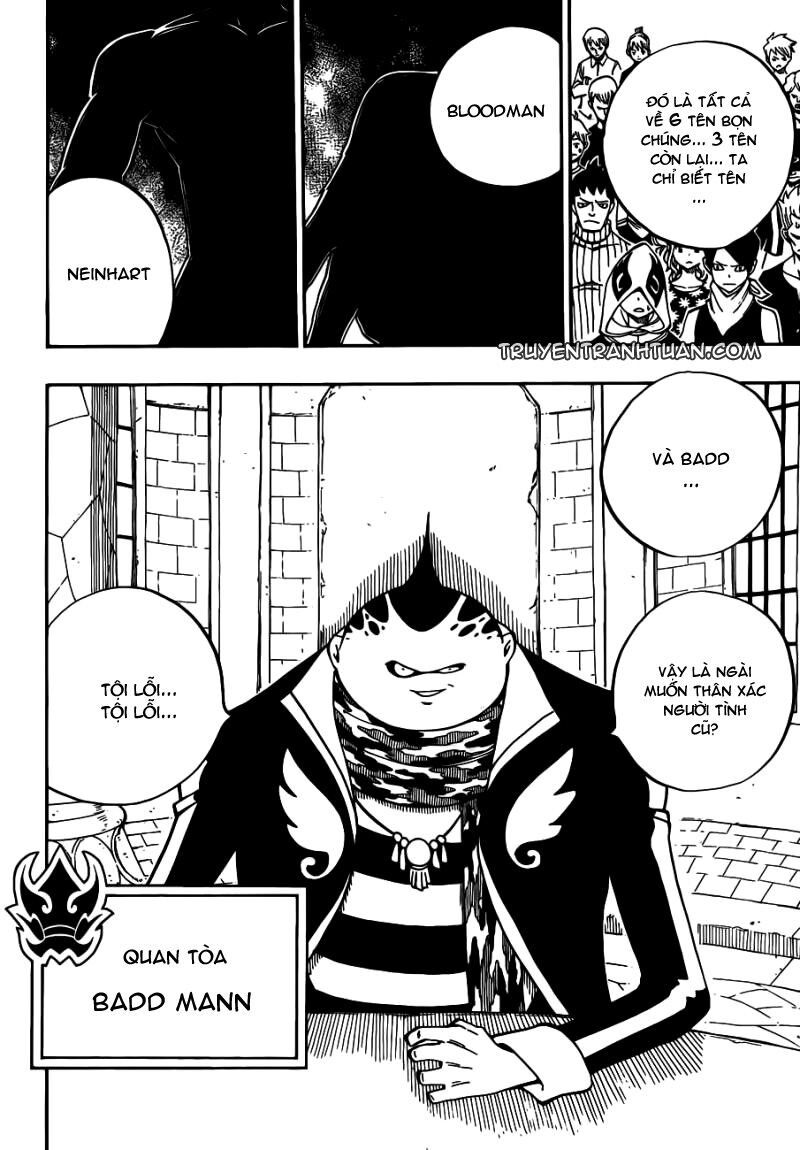 ĐÓ LÀ TẤT CẢ
VỀ 6 TÊN BỌN
CHÚNG... 3 TÊN
CÒN LẠI... TA
CHỈ BIẾT TÊN
...
BLOODMAN
NEINHART
TRUYENTRANHTUAN.COM
VÀ BADD
...
VẬY LÀ NGÀI
MUỐN THÂN XÁC
NGƯỜI TÌNH
CŨ?
TỘI LỖI...
TỘI LỖI...
QUAN TÒA
BADD MANN